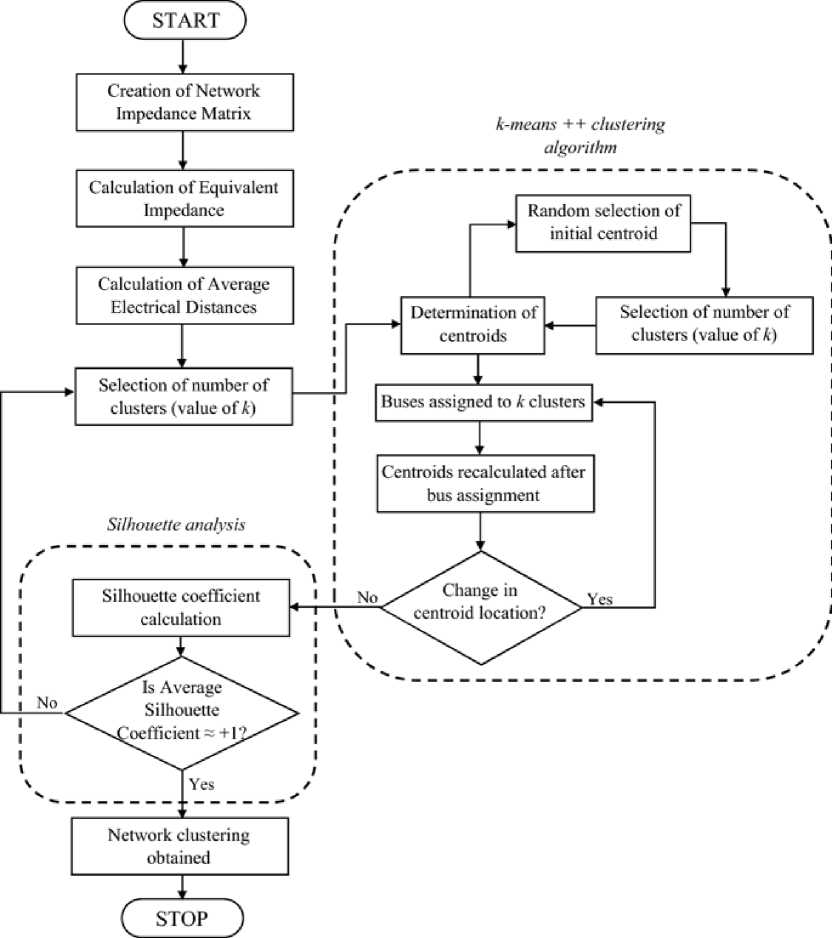 START
Creation of Network
Impedance Matrix
Calculation of Equivalent
Impedance
Calculation of Average
Electrical Distances
Selection of number of
clusters (value of k)
k-means ++ clustering
algorithm
Random selection of
initial centroid
Selection of number of
clusters (value of k)
Determination of
centroids
Buses assigned to k clusters
Centroids recalculated after
bus assignment
Change in
centroid location?
No
Yes
Silhouette analysis
Silhouette coefficient
calculation
Is Average
Silhouette
Coefficient ≈ +1?
No
Yes
Network clustering
obtained
STOP